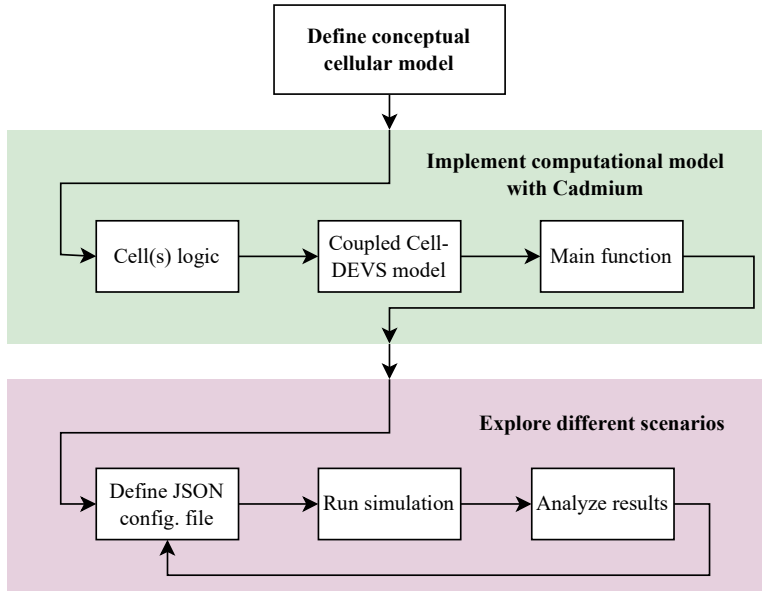 Define conceptual
cellular model
Implement computational model
with Cadmium
Cell(s) logic
Coupled Cell-
DEVS model
Main function
Explore different scenarios
Define JSON
config. file
Run simulation
Analyze results